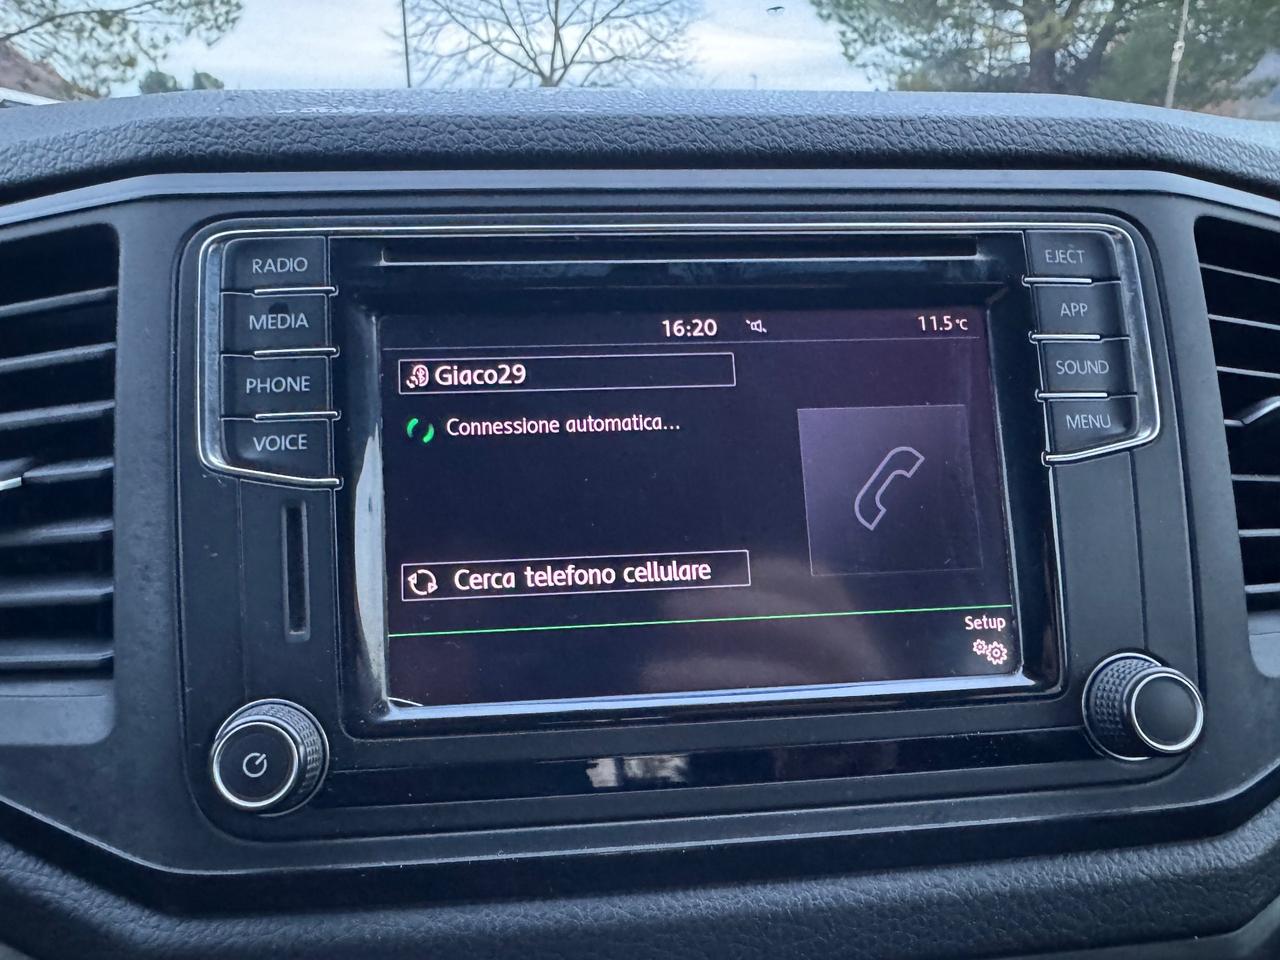 RADIO
MEDIA
PHONE
VOICE
EJECT
APP
SOUND
MENU
16:20
11.5°C
Giaco29
Connessione automatica...
Cerca telefono cellulare
Setup